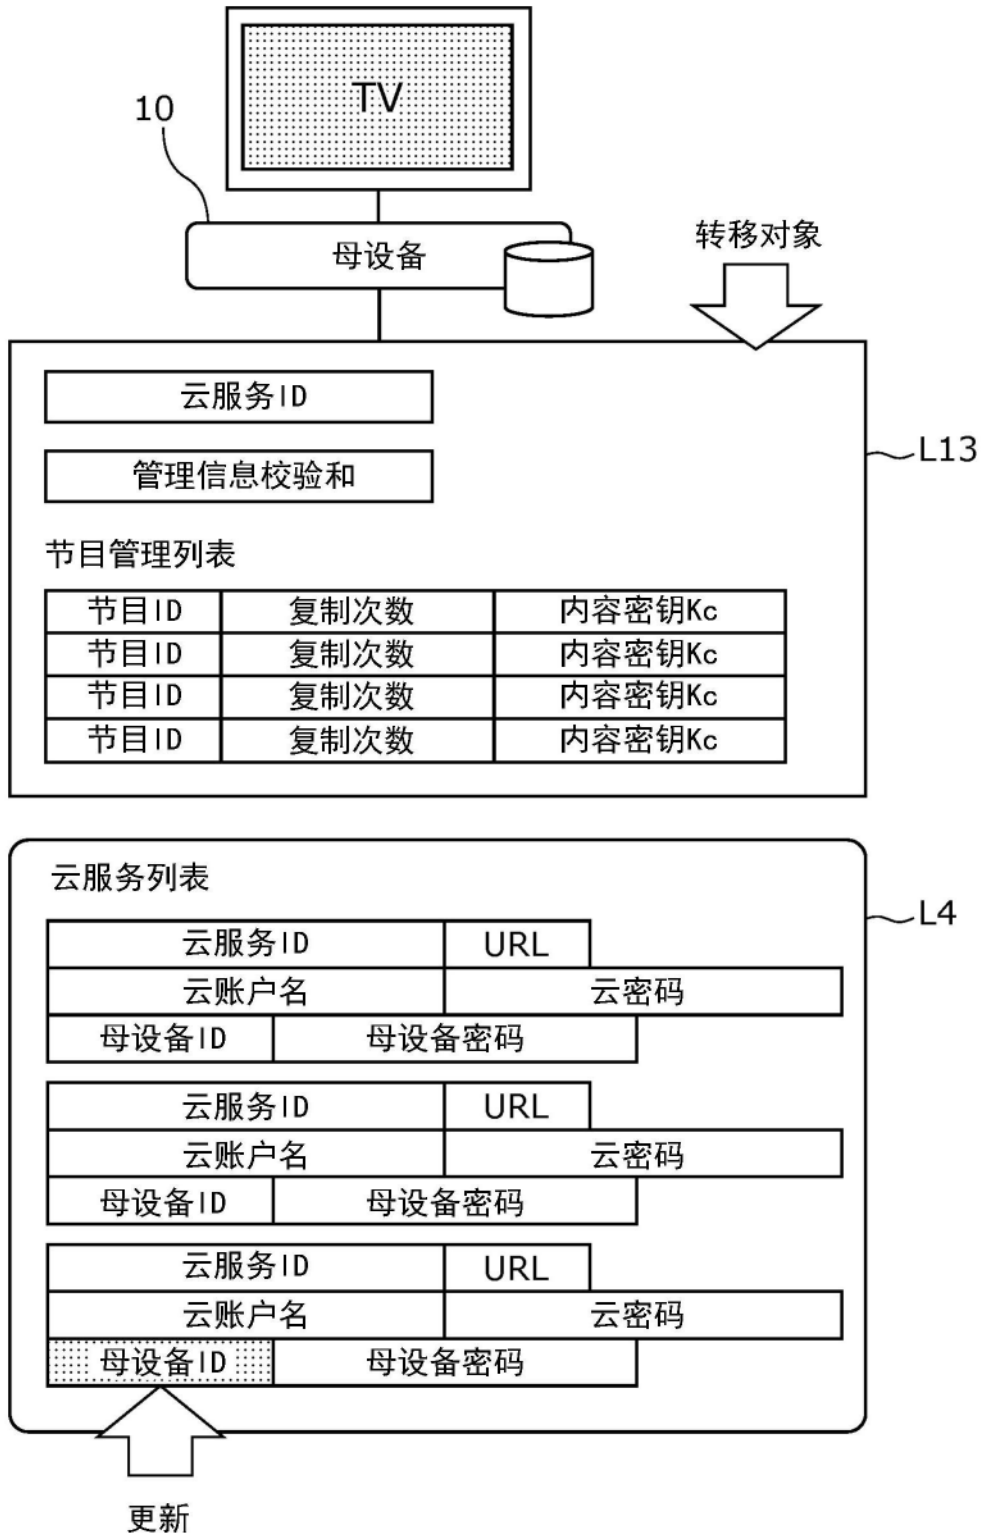 TV
10
母设备
转移对象
云服务ID
管理信息校验和
L13
节目管理列表
节目ID 复制次数 内容密钥Kc
节目ID 复制次数 内容密钥Kc
节目ID 复制次数 内容密钥Kc
节目ID 复制次数 内容密钥Kc
云服务列表
L4
云服务ID URL
云账户名 云密码
母设备ID 母设备密码
云服务ID URL
云账户名 云密码
母设备ID 母设备密码
云服务ID URL
云账户名 云密码
母设备ID 母设备密码
更新